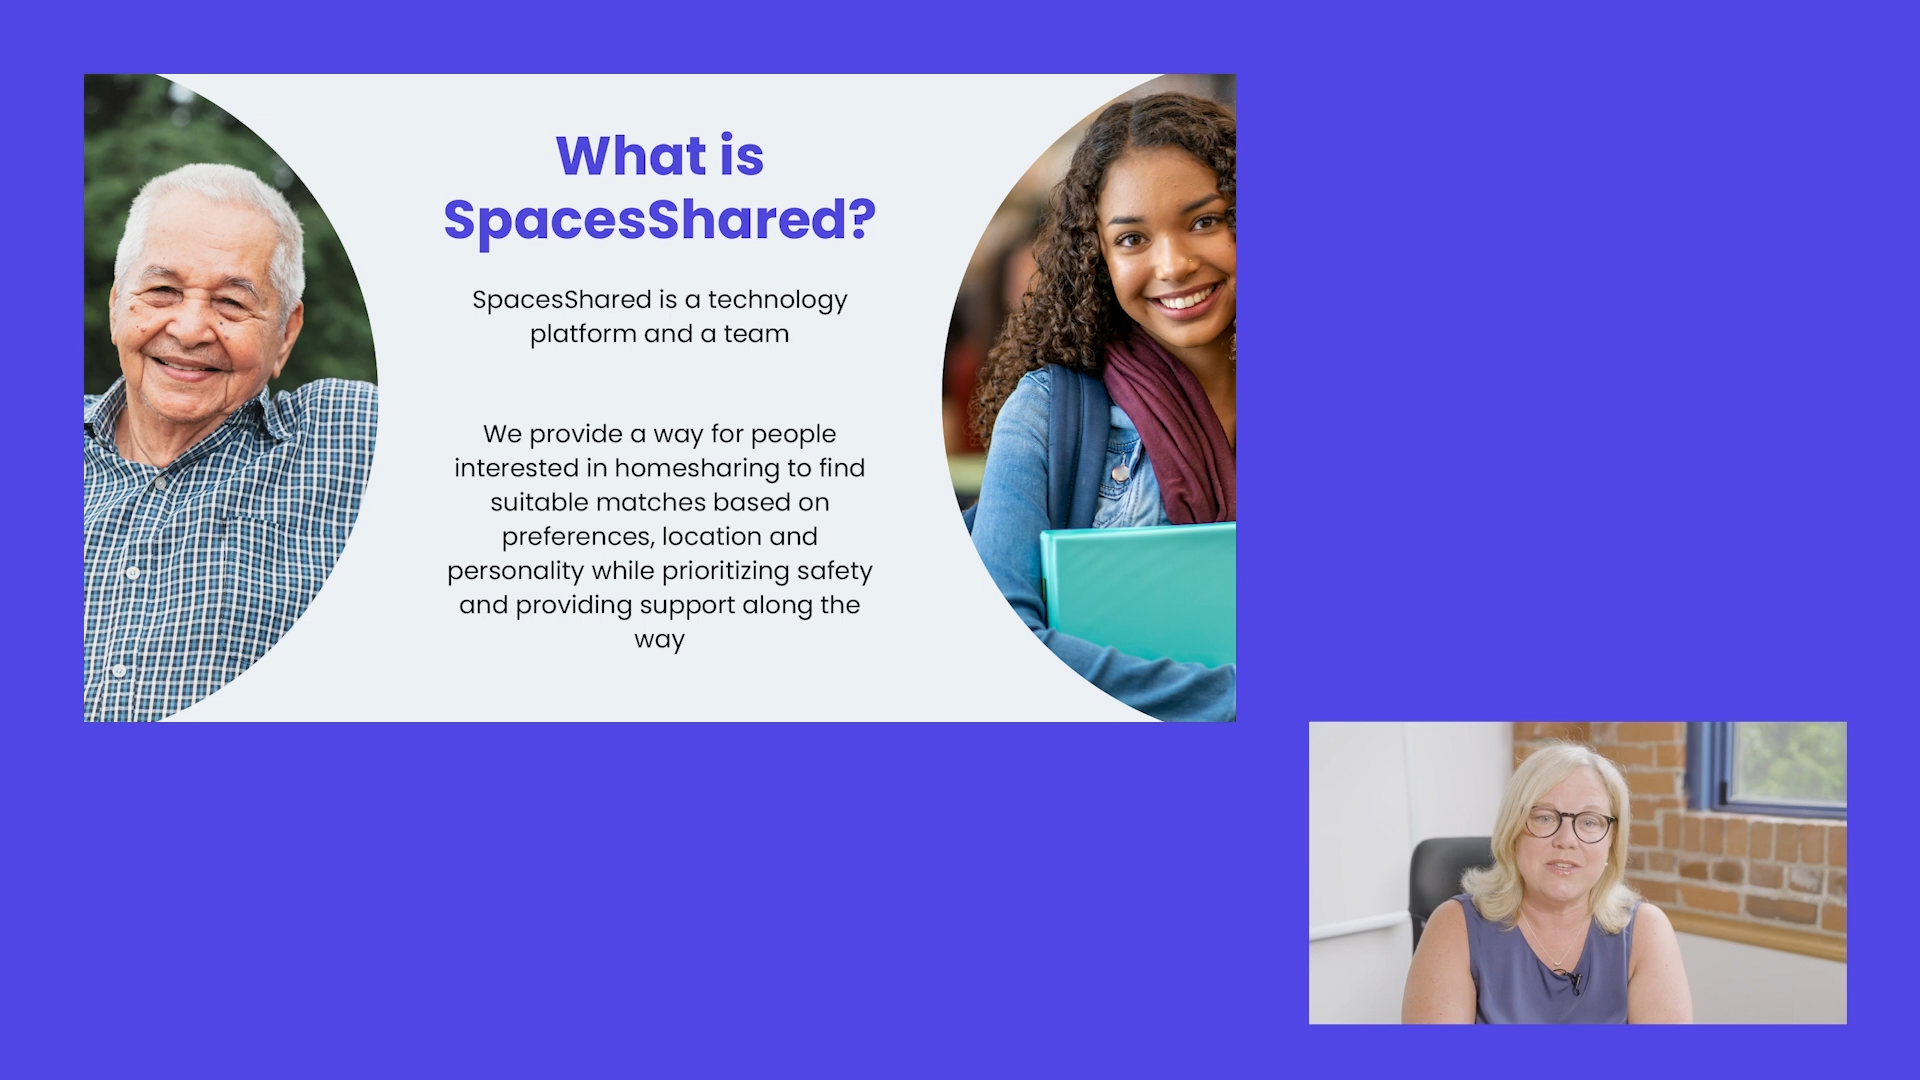 What is
SpacesShared?
SpacesShared is a technology
platform and a team
We provide a way for people
interested in homesharing to find
suitable matches based on
preferences, location and
personality while prioritizing safety
and providing support along the
way